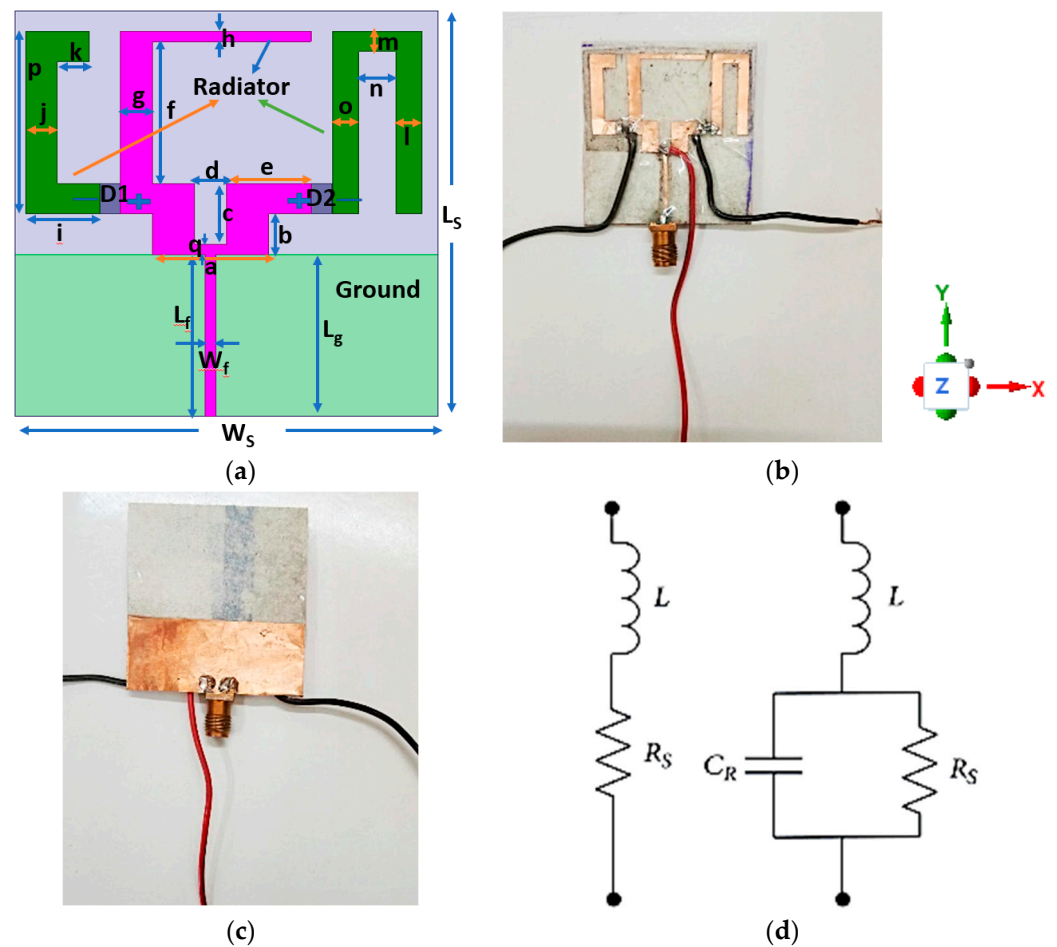 h
k
m
p
n
Radiator
g
f
j
o
l
d
e
D1
D2
c
i
b
L_S
q
a
Ground
L_f
L_g
W_f
W_S
(a)
Y
Z
X
(b)
L
L
R_S
C_R
R_S
(c)
(d)